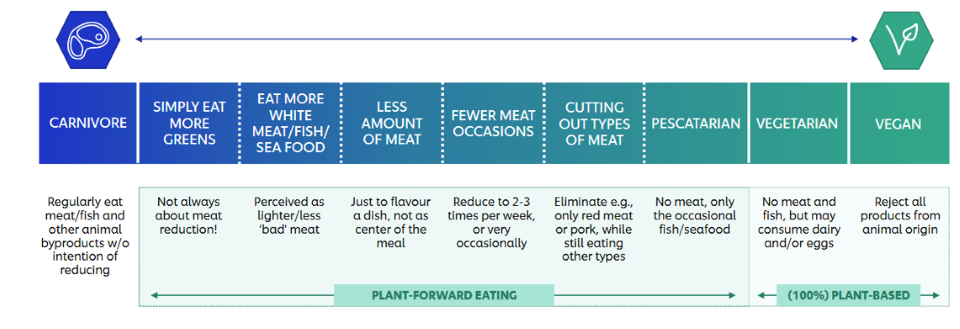 CARNIVORE
SIMPLY EAT
MORE
GREENS
EAT MORE
WHITE
MEAT/FISH/
SEA FOOD
LESS
AMOUNT
OF MEAT
FEWER MEAT
OCCASIONS
CUTTING
OUT TYPES
OF MEAT
PESCATARIAN
VEGETARIAN
VEGAN
Regularly eat
meat/fish and
other animal
byproducts w/o
intention of
reducing
Not always
about meat
reduction!
Perceived as
lighter/less
‘bad’ meat
Just to flavour
a dish, not as
center of the
meal
Reduce to 2-3
times per week,
or very
occasionally
Eliminate e.g.,
only red meat
or pork, while
still eating
other types
No meat, only
the occasional
fish/seafood
No meat and
fish, but may
consume dairy
and/or eggs
Reject all
products from
animal origin
PLANT-FORWARD EATING
(100%) PLANT-BASED